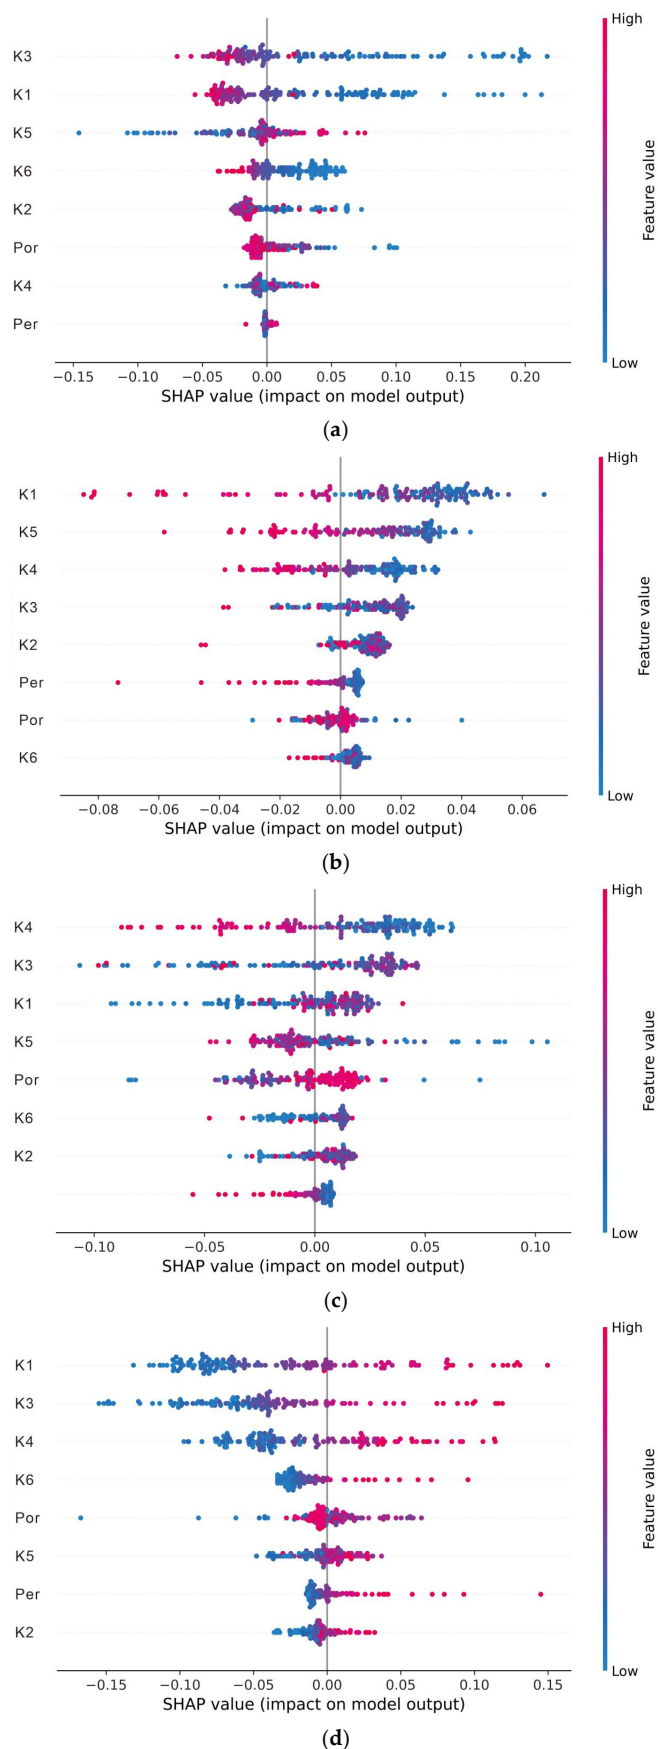 High
K3
K1
K5
K6
K2
Por
K4
Per
Feature value
Low
−0.15 −0.10 −0.05 0.00 0.05 0.10 0.15 0.20
SHAP value (impact on model output)
(a)
High
K1
K5
K4
K3
K2
Per
Por
K6
Feature value
Low
−0.08 −0.06 −0.04 −0.02 0.00 0.02 0.04 0.06
SHAP value (impact on model output)
(b)
High
K4
K3
K1
K5
Por
K6
K2
Feature value
Low
−0.10 −0.05 0.00 0.05 0.10
SHAP value (impact on model output)
(c)
High
K1
K3
K4
K6
Por
K5
Per
K2
Feature value
Low
−0.15 −0.10 −0.05 0.00 0.05 0.10 0.15
SHAP value (impact on model output)
(d)